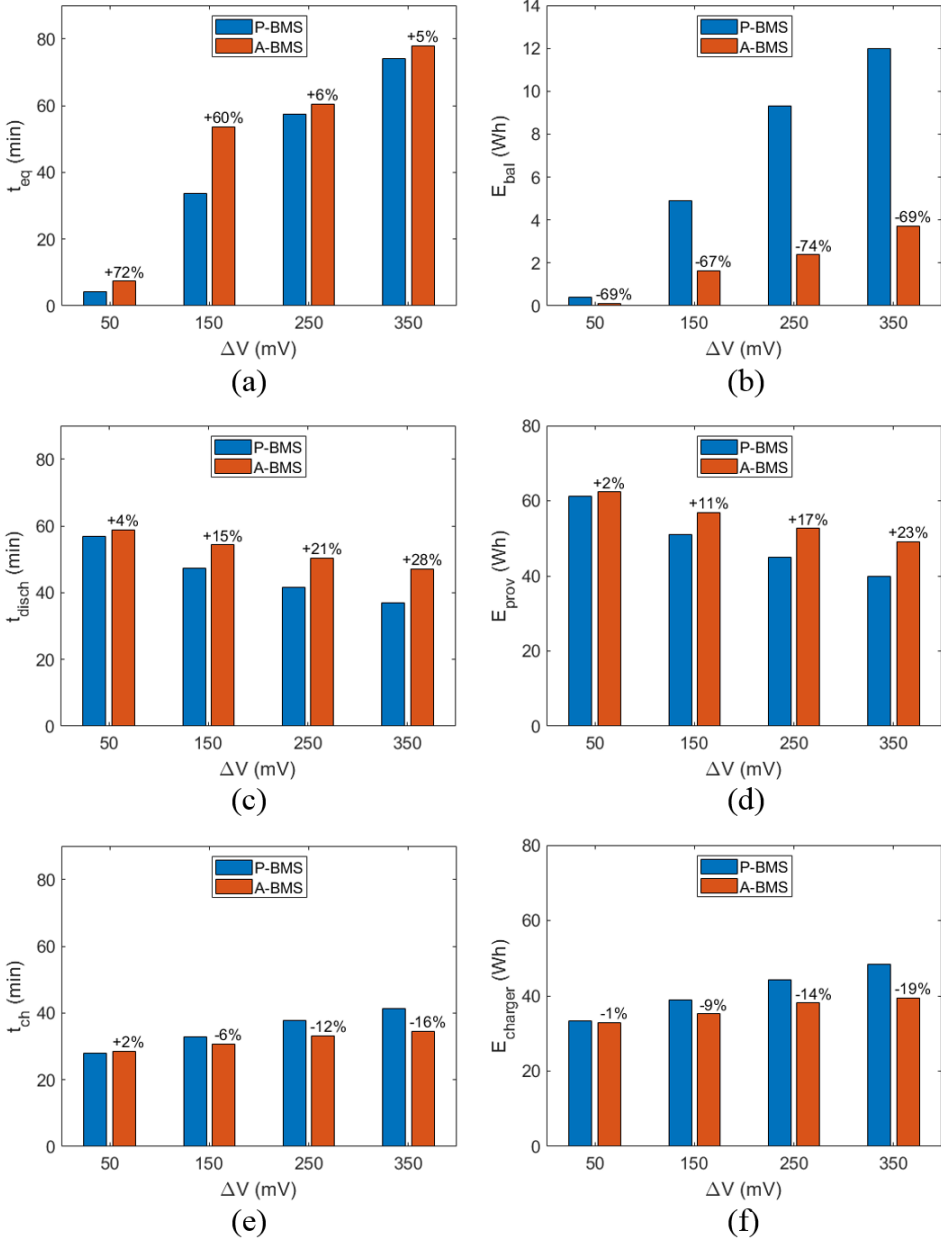 P-BMS
A-BMS
t_eq (min)
80
60
40
20
0
+72%
+60%
+6%
+5%
50 150 250 350
ΔV (mV)
(a)
P-BMS
A-BMS
E_bal (Wh)
14
12
10
8
6
4
2
0
-69%
-67%
-74%
-69%
50 150 250 350
ΔV (mV)
(b)
P-BMS
A-BMS
t_disch (min)
80
60
40
20
0
+4%
+15%
+21%
+28%
50 150 250 350
ΔV (mV)
(c)
P-BMS
A-BMS
E_prov (Wh)
80
60
40
20
0
+2%
+11%
+17%
+23%
50 150 250 350
ΔV (mV)
(d)
P-BMS
A-BMS
t_ch (min)
80
60
40
20
0
+2%
-6%
-12%
-16%
50 150 250 350
ΔV (mV)
(e)
P-BMS
A-BMS
E_charger (Wh)
80
60
40
20
0
-1%
-9%
-14%
-19%
50 150 250 350
ΔV (mV)
(f)